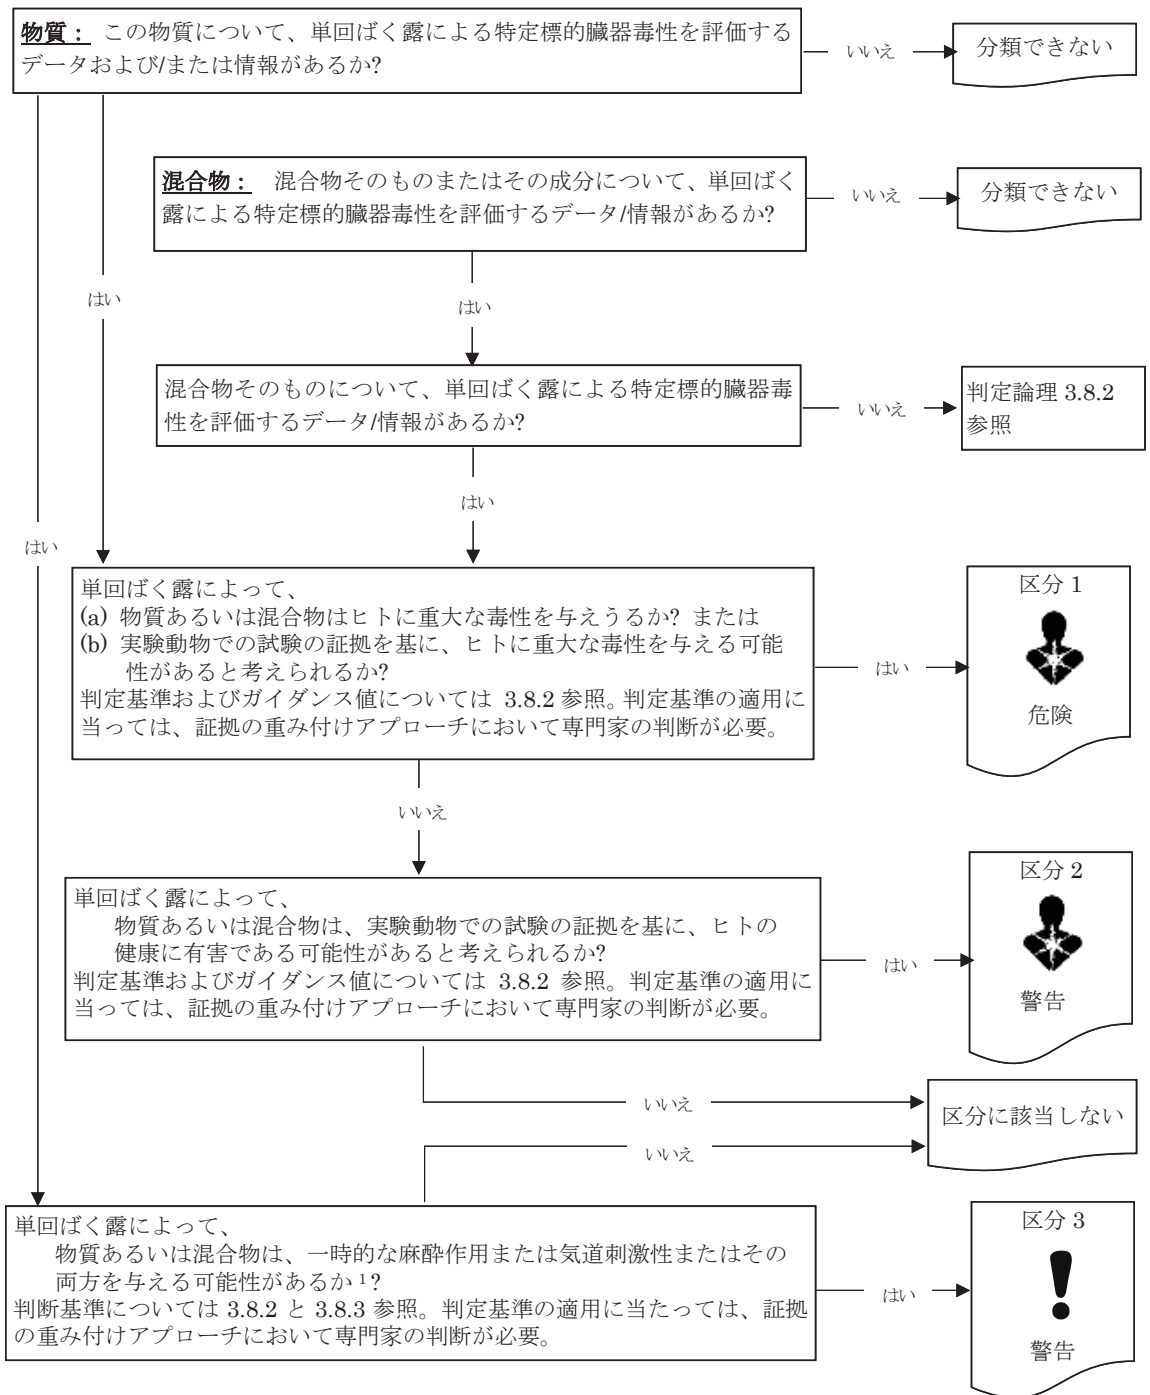 物質： この物質について、単回ばく露による特定標的臓器毒性を評価する
データおよび/または情報があるか?
いいえ
分類できない
混合物： 混合物そのものまたはその成分について、単回ばく
露による特定標的臓器毒性を評価するデータ/情報があるか?
いいえ
分類できない
はい
はい
混合物そのものについて、単回ばく露による特定標的臓器毒
性を評価するデータ/情報があるか?
いいえ
判定論理 3.8.2
参照
はい
はい
単回ばく露によって、
(a) 物質あるいは混合物はヒトに重大な毒性を与えうるか? または
(b) 実験動物での試験の証拠を基に、ヒトに重大な毒性を与える可能
性があると考えられるか?
判定基準およびガイダンス値については 3.8.2 参照。判定基準の適用に
当っては、証拠の重み付けアプローチにおいて専門家の判断が必要。
はい
区分 1
危険
いいえ
単回ばく露によって、
物質あるいは混合物は、実験動物での試験の証拠を基に、ヒトの
健康に有害である可能性があると考えられるか?
判定基準およびガイダンス値については 3.8.2 参照。判定基準の適用に
当っては、証拠の重み付けアプローチにおいて専門家の判断が必要。
はい
区分 2
警告
いいえ
区分に該当しない
いいえ
単回ばく露によって、
物質あるいは混合物は、一時的な麻酔作用または気道刺激性またはその
両方を与える可能性があるか ¹?
判断基準については 3.8.2 と 3.8.3 参照。判定基準の適用に当たっては、証拠
の重み付けアプローチにおいて専門家の判断が必要。
はい
区分 3
警告